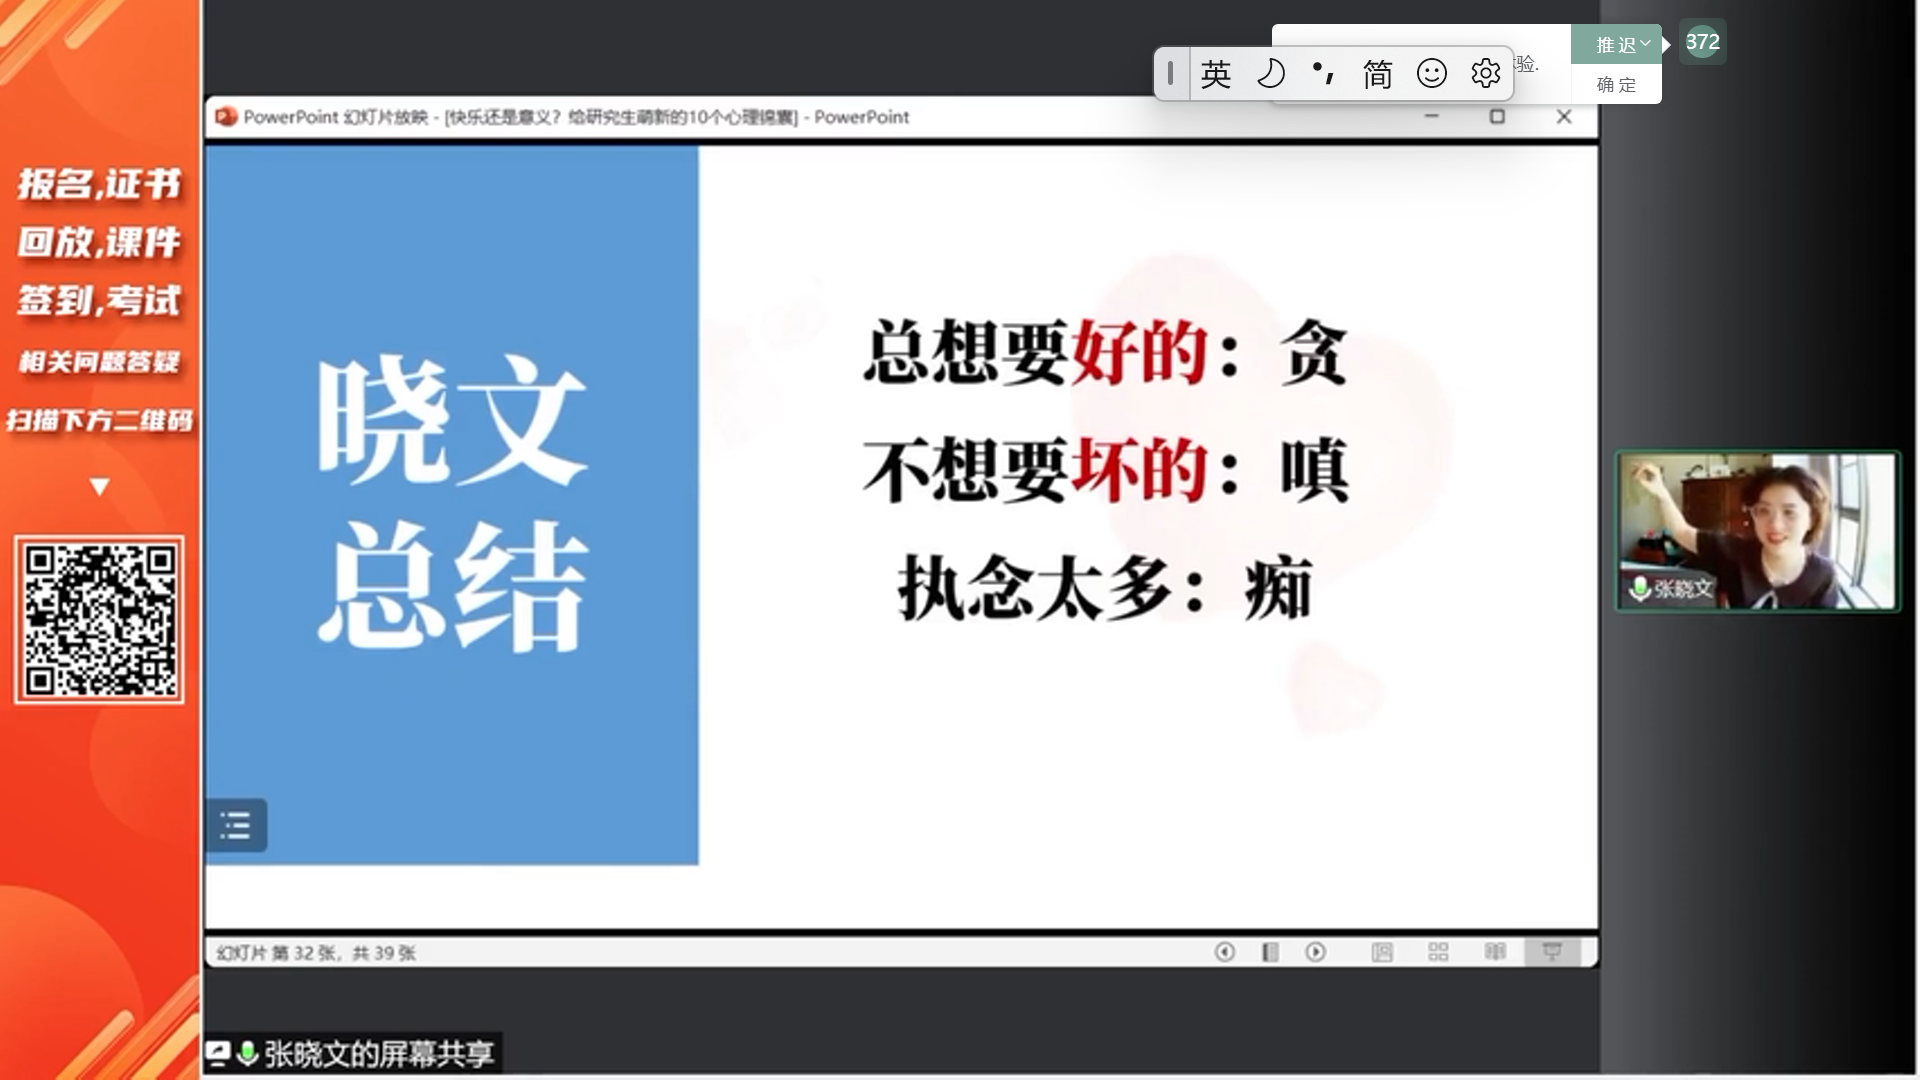 推迟
372
英
简
验.
确定
PowerPoint 幻灯片放映 - [快乐还是意义？给研究生萌新的10个心理锦囊] - PowerPoint
报名,证书
回放,课件
签到,考试
相关问题答疑
扫描下方二维码
晓文
总结
总想要好的：贪
不想要坏的：嗔
执念太多：痴
张晓文
幻灯片 第 32 张，共 39 张
张晓文的屏幕共享